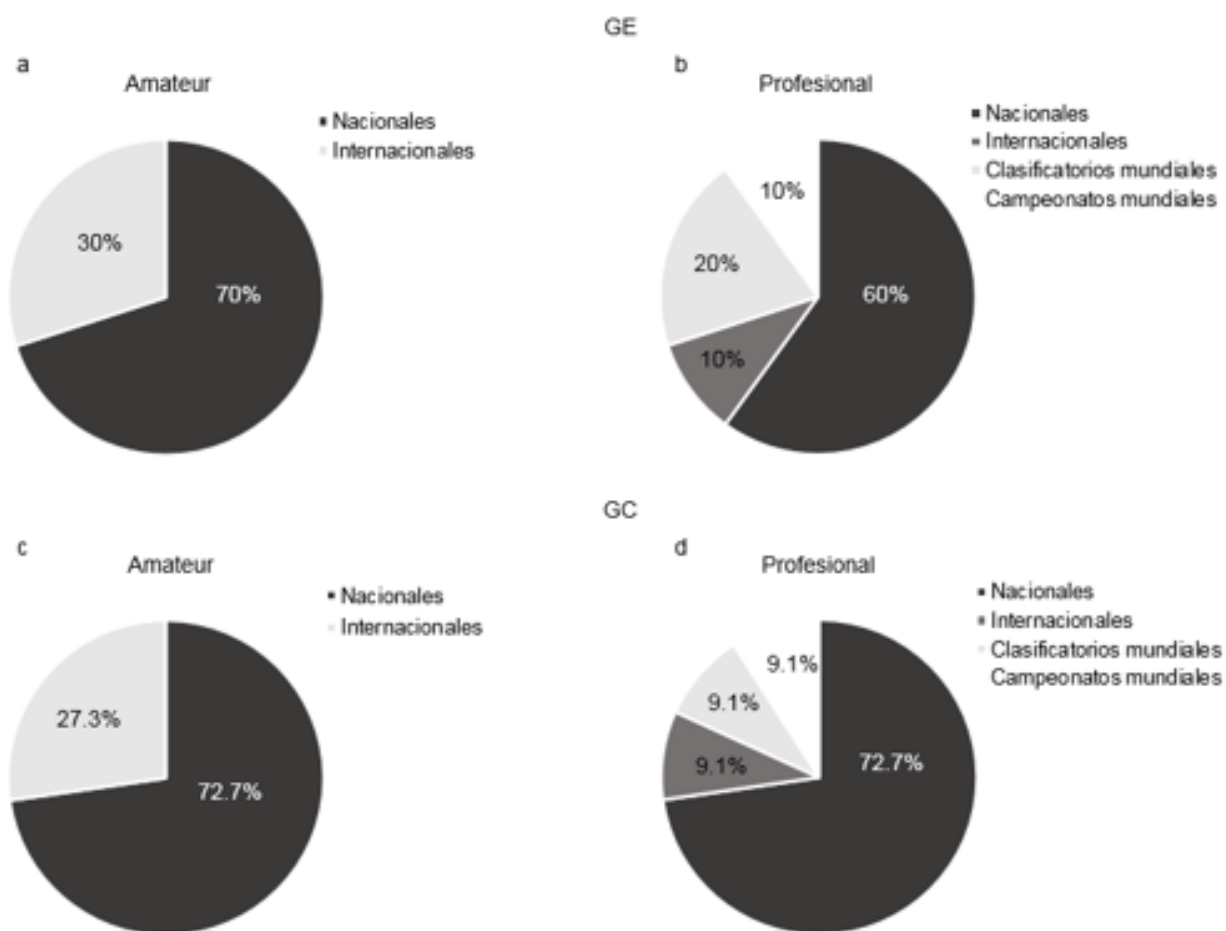 GE
a
Amateur
Nacionales
Internacionales
30%
70%
b
Profesional
Nacionales
Internacionales
Clasificatorios mundiales
Campeonatos mundiales
10%
20%
60%
10%
GC
c
Amateur
Nacionales
Internacionales
27.3%
72.7%
d
Profesional
Nacionales
Internacionales
Clasificatorios mundiales
Campeonatos mundiales
9.1%
9.1%
9.1%
72.7%